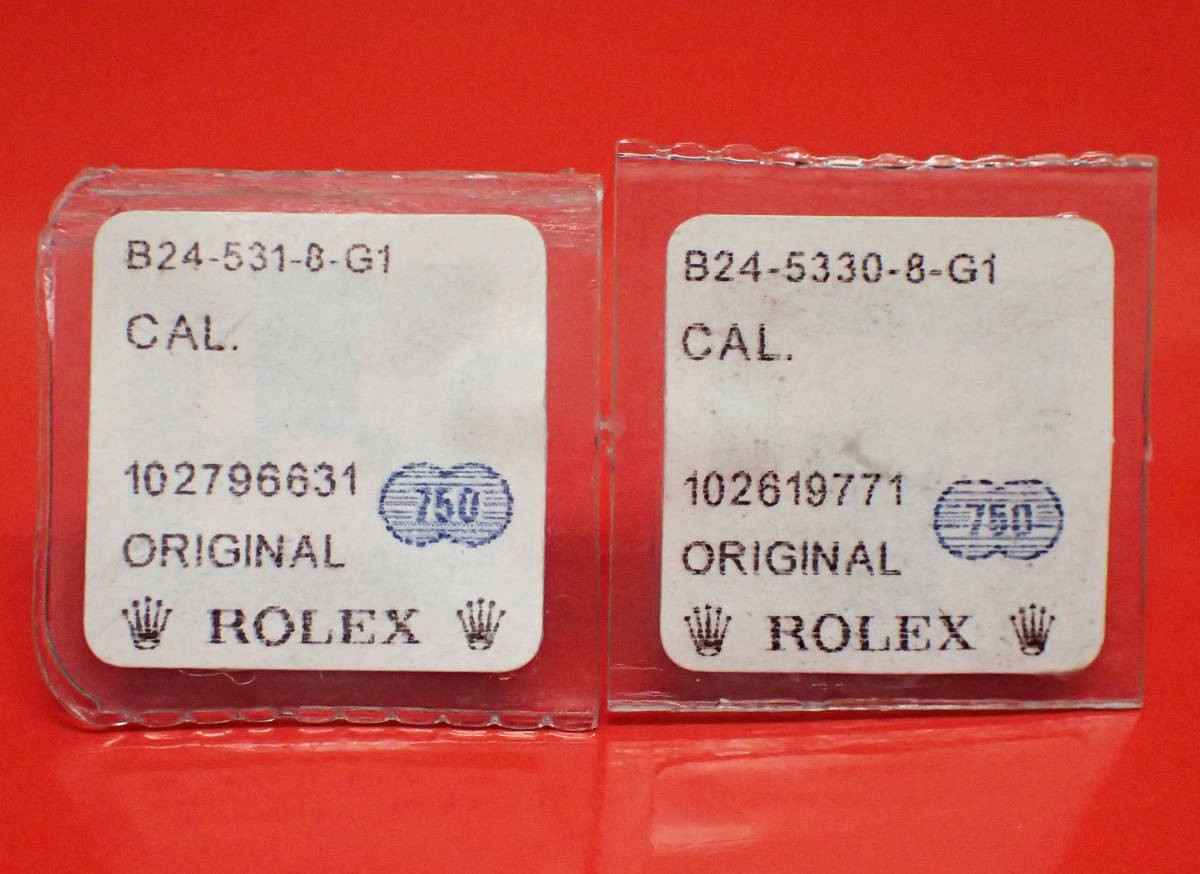 B24-531-8-G1
CAL.
102796631
750
ORIGINAL
ROLEX
B24-5330-8-G1
CAL.
102619771
750
ORIGINAL
ROLEX